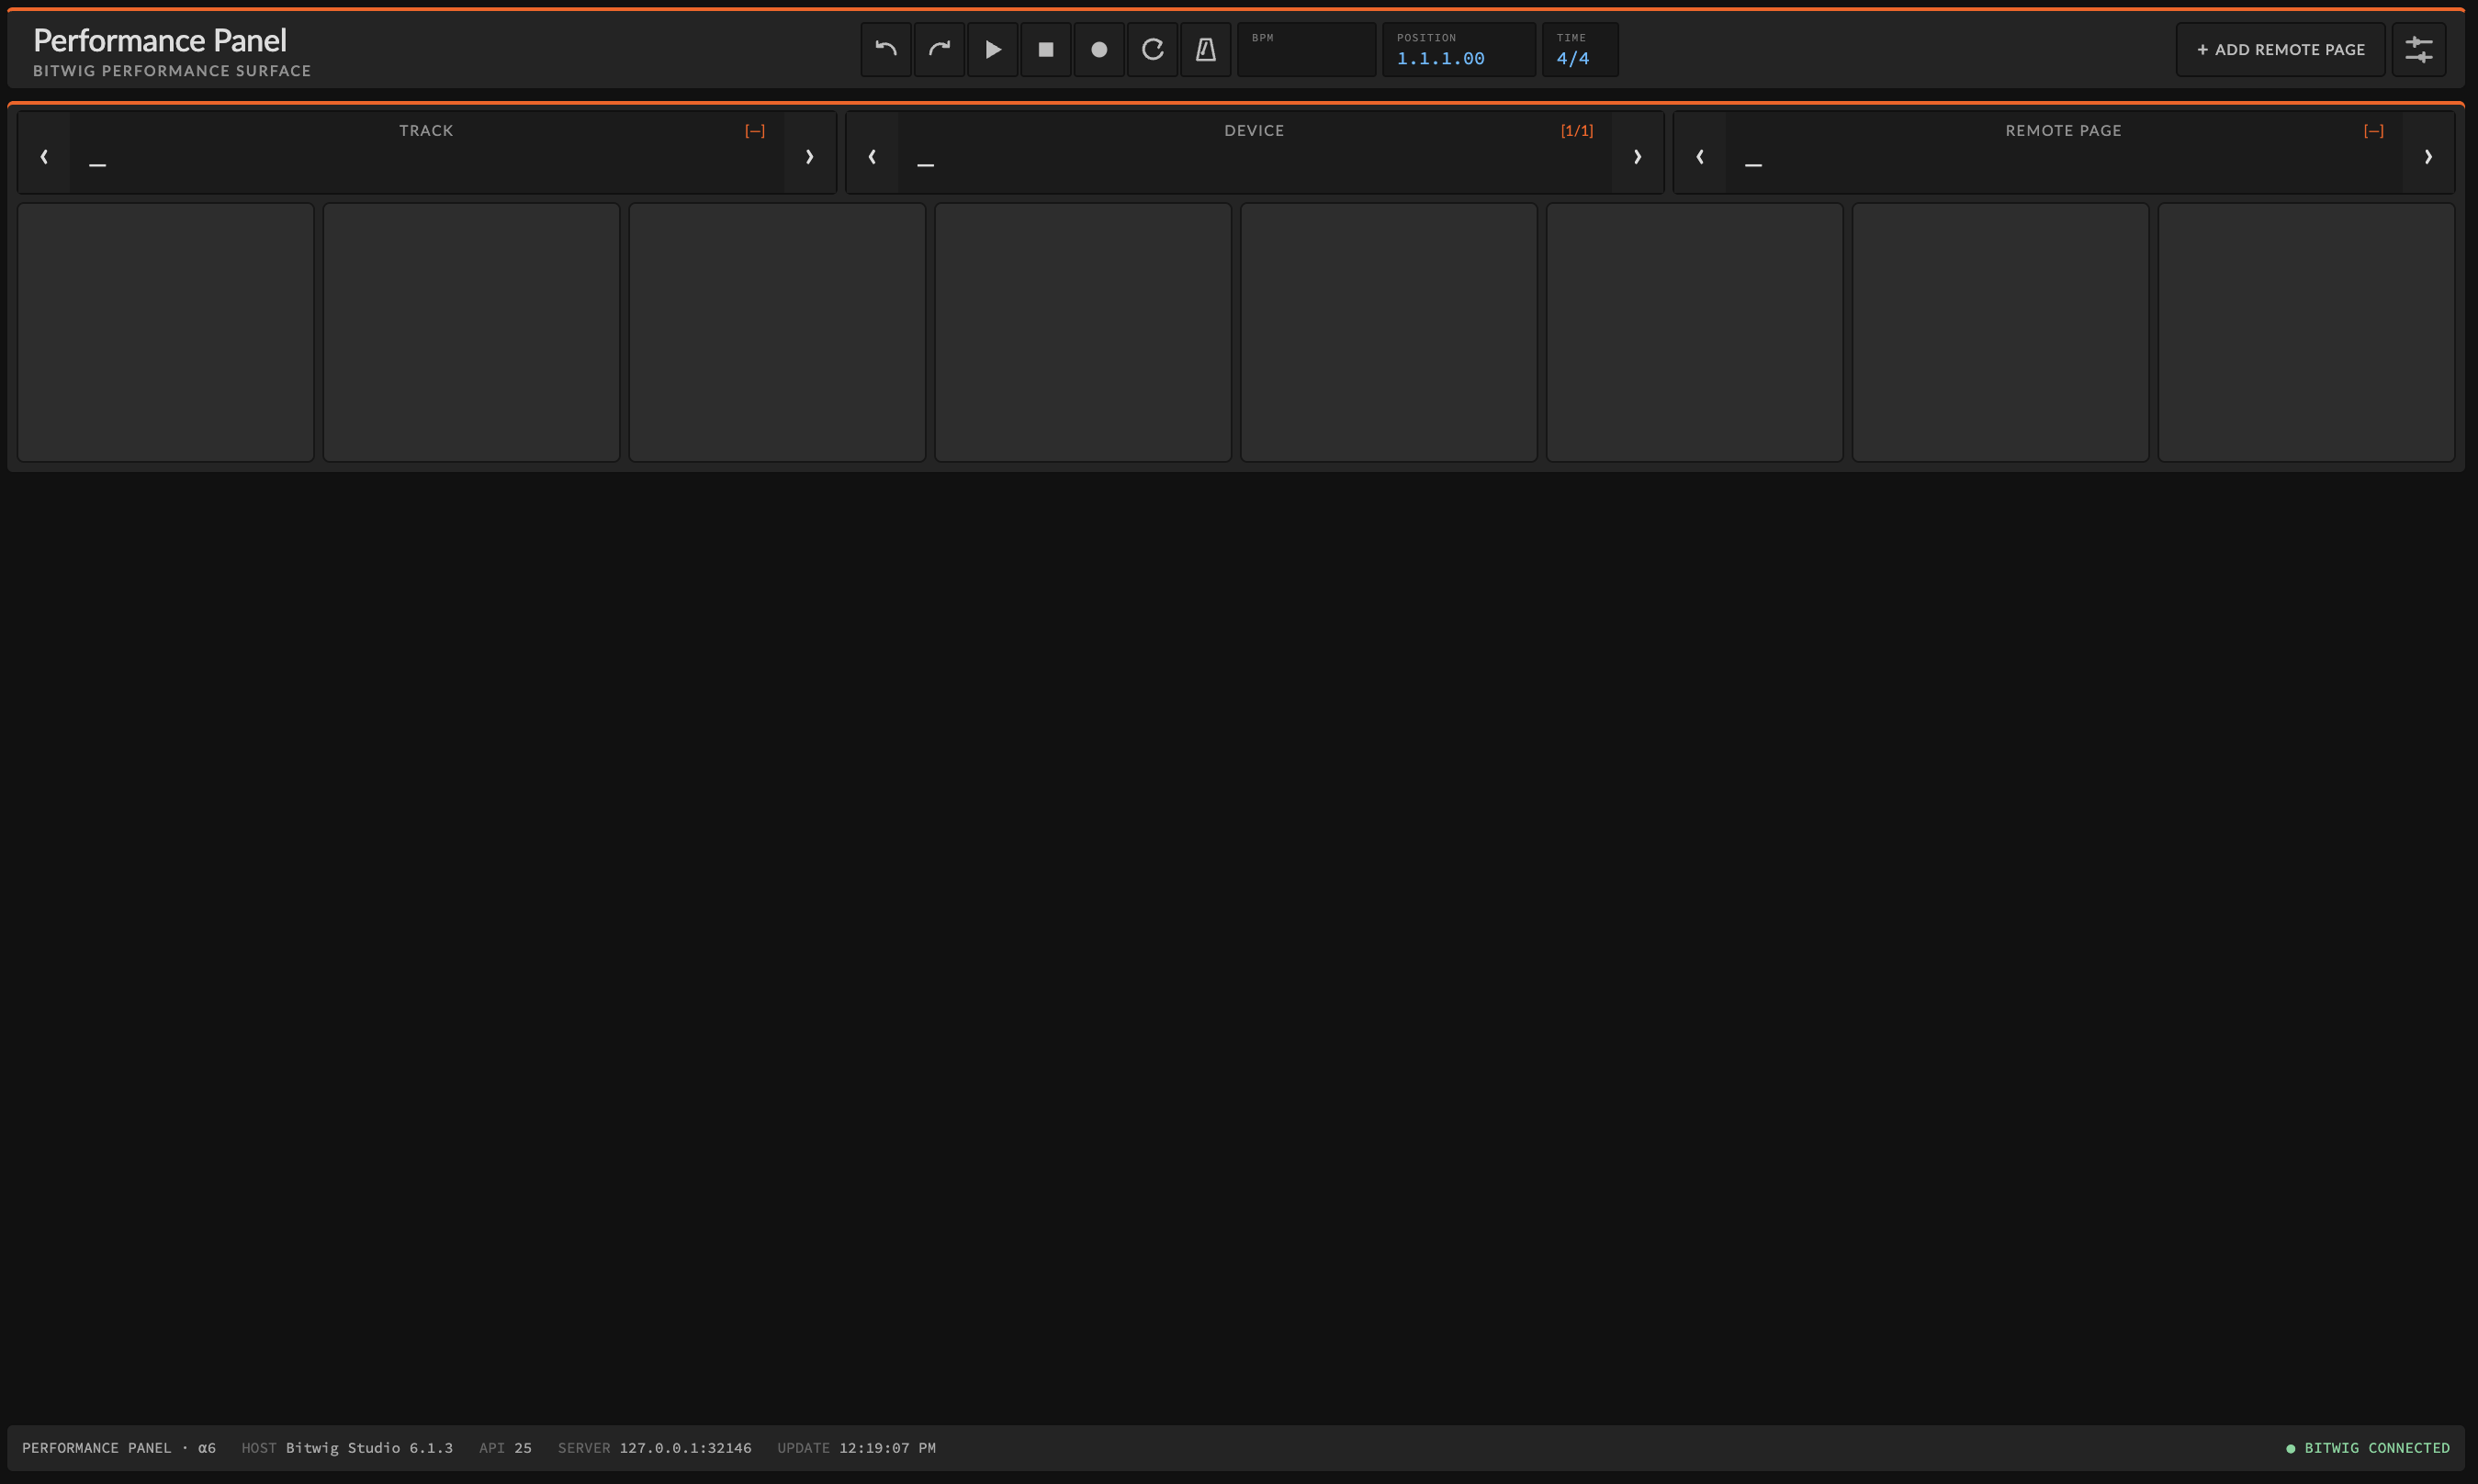 Performance Panel
BITWIG PERFORMANCE SURFACE
BPM
POSITION
1.1.1.00
TIME
4/4
+ ADD REMOTE PAGE
TRACK [—]
—
DEVICE [1/1]
—
REMOTE PAGE [—]
—
PERFORMANCE PANEL · α6 HOST Bitwig Studio 6.1.3 API 25 SERVER 127.0.0.1:32146 UPDATE 12:19:07 PM
BITWIG CONNECTED